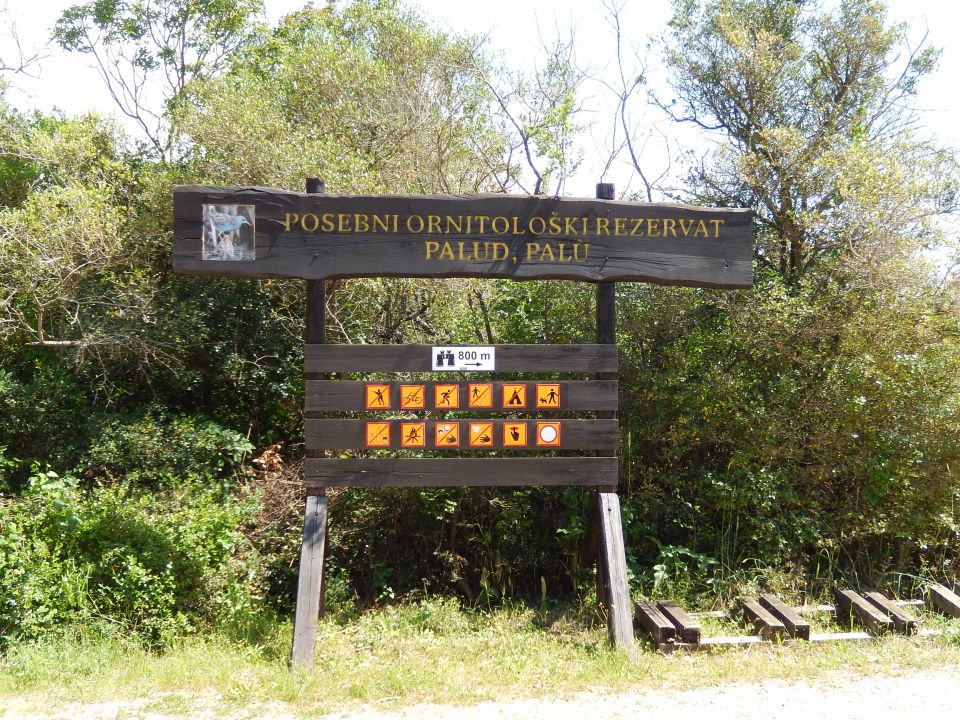 POSEBNI ORNITOLOŠKI REZERVAT
PALUD, PALÙ
800 m